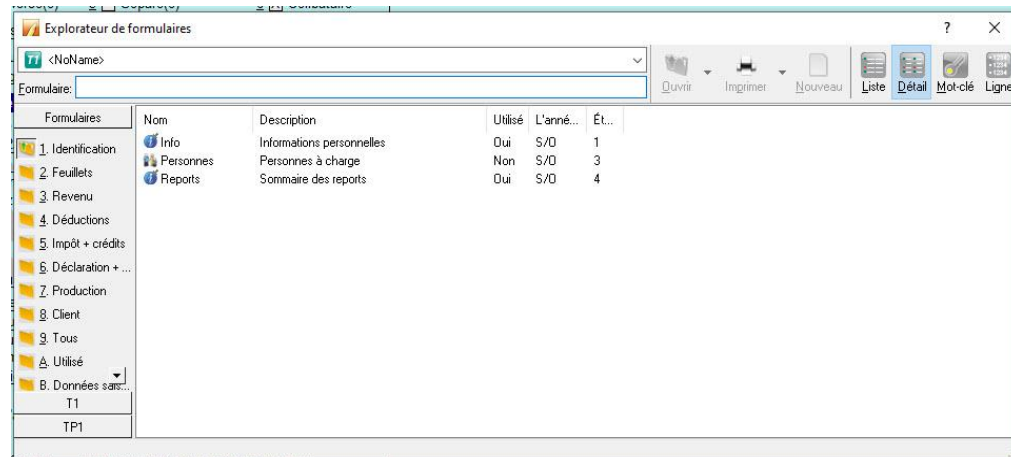 Explorateur de formulaires ? ×
T1 <NoName>
Formulaire:
Ouvrir Imprimer Nouveau Liste Détail Mot-clé Ligne
Formulaires
1. Identification
2. Feuillets
3. Revenu
4. Déductions
5. Impôt + crédits
6. Déclaration + ...
7. Production
8. Client
9. Tous
A. Utilisé
B. Données sais...
T1
TP1
Nom Description Utilisé L'anné... Ét...
Info Informations personnelles Oui S/O 1
Personnes Personnes à charge Non S/O 3
Reports Sommaire des reports Oui S/O 4